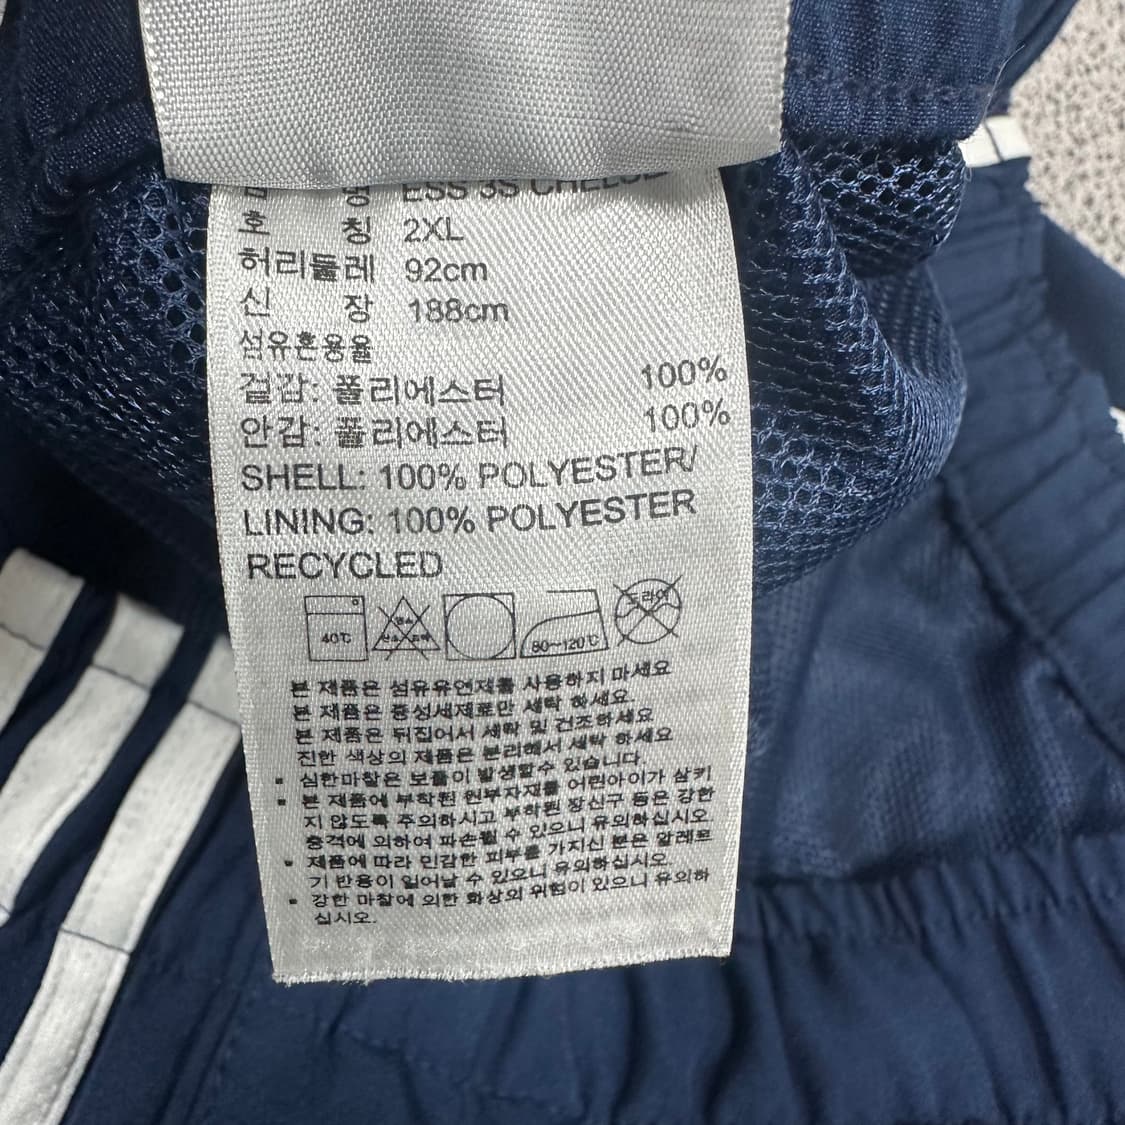 명 ESS 3S CHELSE
호 칭 2XL
허리둘레 92cm
신 장 188cm
섬유혼용율
겉감: 폴리에스터 100%
안감: 폴리에스터 100%
SHELL: 100% POLYESTER/
LINING: 100% POLYESTER
RECYCLED
40℃ 80~120℃ 드라이
본 제품은 섬유유연제를 사용하지 마세요
본 제품은 중성세제로만 세탁 하세요
본 제품은 뒤집어서 세탁 및 건조하세요
진한 색상의 제품은 분리해서 세탁 하세요
▪ 심한마찰은 보풀이 발생할수 있습니다.
▪ 본 제품에 부착된 원부자재를 어린아이가 삼키
지 않도록 주의하시고 부착된 장신구 등은 강한
충격에 의하여 파손될 수 있으니 유의하십시오
▪ 제품에 따라 민감한 피부를 가지신 분은 알레르
기 반응이 일어날 수 있으니 유의하십시오.
▪ 강한 마찰에 의한 화상의 위험이 있으니 유의하
십시오.